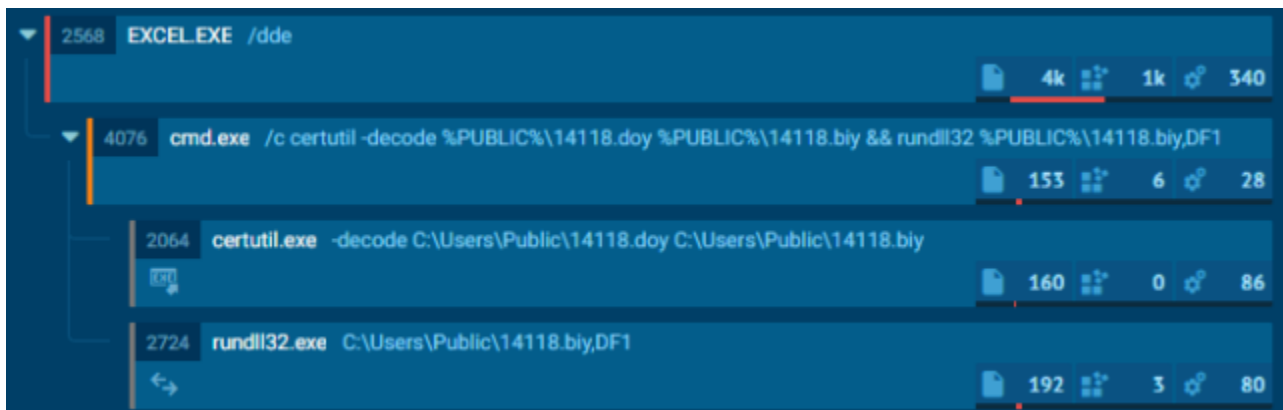 2568 EXCEL.EXE /dde
4k 1k 340
4076 cmd.exe /c certutil -decode %PUBLIC%\14118.doy %PUBLIC%\14118.biy && rundll32 %PUBLIC%\14118.biy,DF1
153 6 28
2064 certutil.exe -decode C:\Users\Public\14118.doy C:\Users\Public\14118.biy
EXE
160 0 86
2724 rundll32.exe C:\Users\Public\14118.biy,DF1
192 3 80